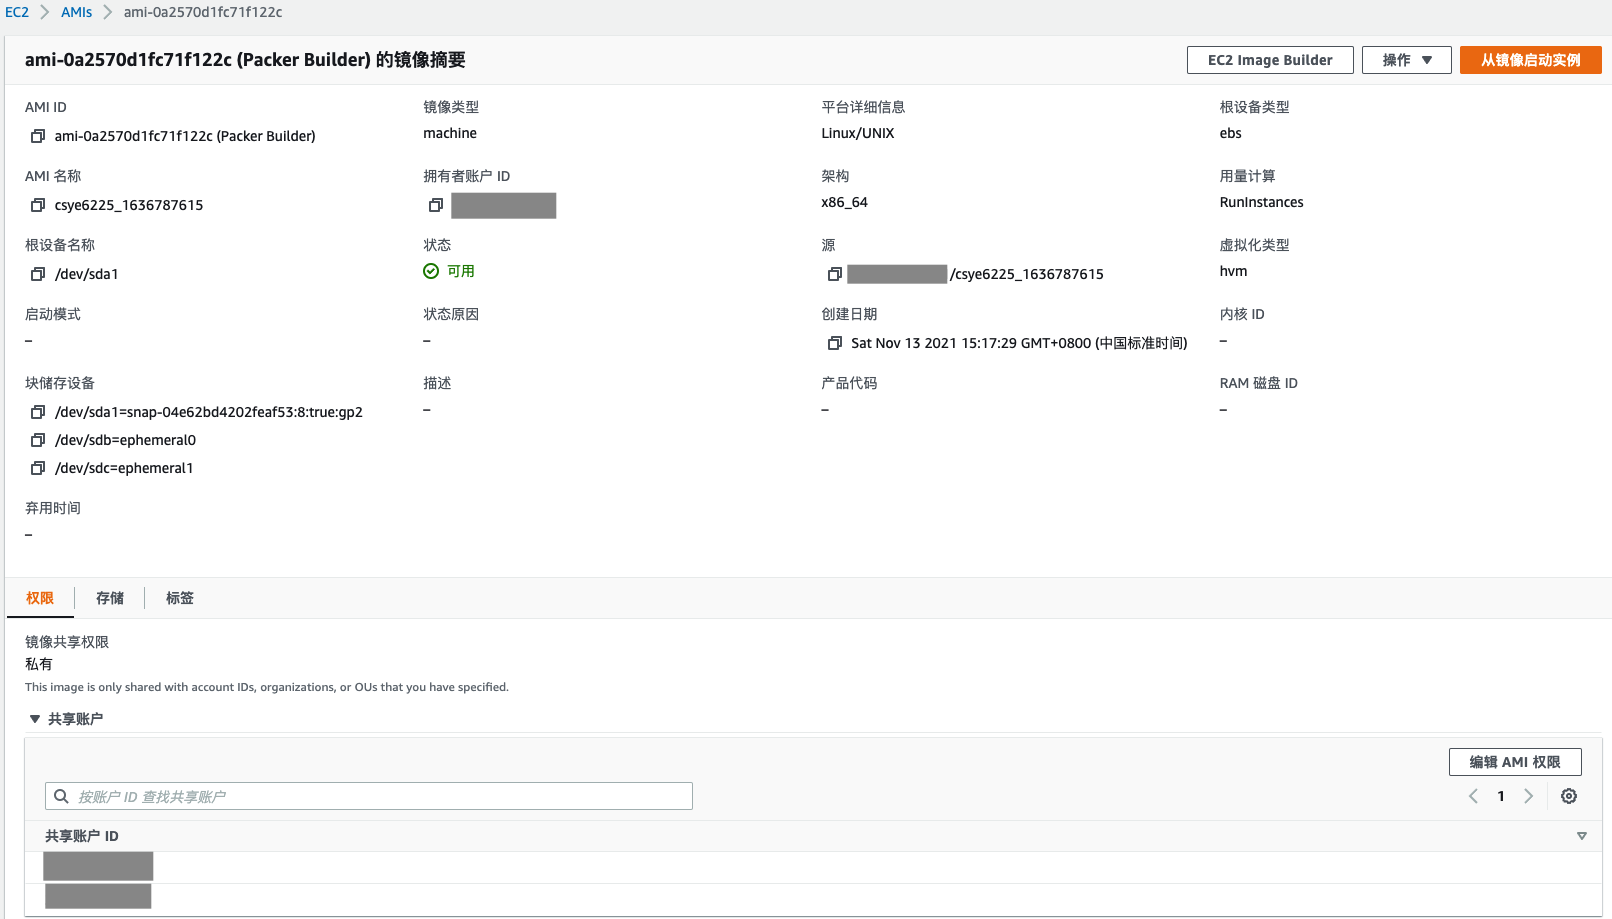 EC2 > AMIs > ami-0a2570d1fc71f122c
ami-0a2570d1fc71f122c (Packer Builder) 的镜像摘要
EC2 Image Builder
操作
从镜像启动实例
AMI ID
ami-0a2570d1fc71f122c (Packer Builder)
镜像类型
machine
平台详细信息
Linux/UNIX
根设备类型
ebs
AMI 名称
csye6225_1636787615
拥有者账户 ID
架构
x86_64
用量计算
RunInstances
根设备名称
/dev/sda1
状态
可用
源
/csye6225_1636787615
虚拟化类型
hvm
启动模式
–
状态原因
–
创建日期
Sat Nov 13 2021 15:17:29 GMT+0800 (中国标准时间)
内核 ID
–
块储存设备
/dev/sda1=snap-04e62bd4202feaf53:8:true:gp2
/dev/sdb=ephemeral0
/dev/sdc=ephemeral1
描述
–
产品代码
–
RAM 磁盘 ID
–
弃用时间
–
权限
存储
标签
镜像共享权限
私有
This image is only shared with account IDs, organizations, or OUs that you have specified.
共享账户
编辑 AMI 权限
按账户 ID 查找共享账户
1
共享账户 ID